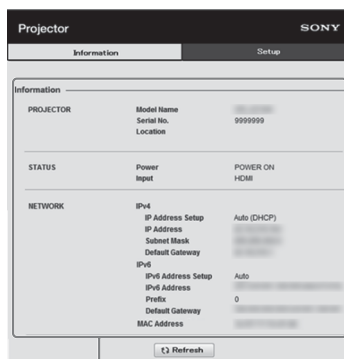 Projector SONY
Information Setup
Information
PROJECTOR Model Name
Serial No. 9999999
Location
STATUS Power POWER ON
Input HDMI
NETWORK IPv4
IP Address Setup Auto (DHCP)
IP Address
Subnet Mask
Default Gateway
IPv6
IPv6 Address Setup Auto
IPv6 Address
Prefix 0
Default Gateway
MAC Address
Refresh